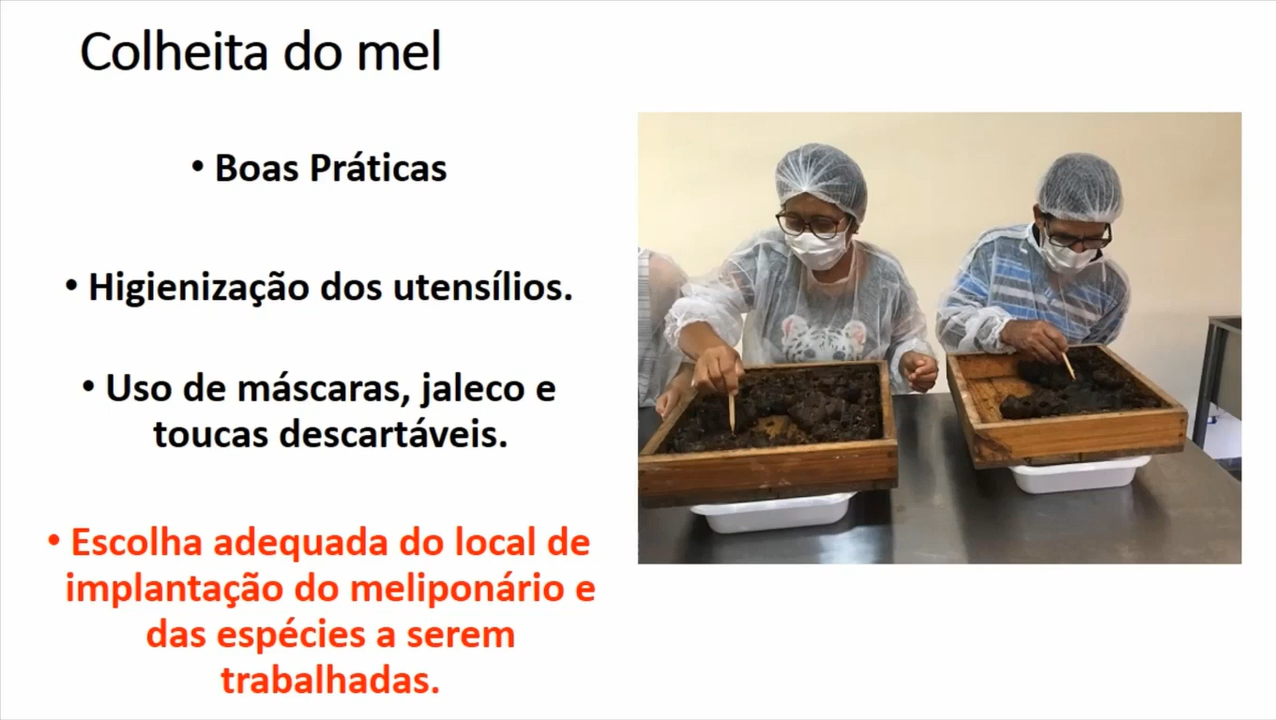 Colheita do mel
• Boas Práticas
• Higienização dos utensílios.
• Uso de máscaras, jaleco e
toucas descartáveis.
• Escolha adequada do local de
implantação do meliponário e
das espécies a serem
trabalhadas.